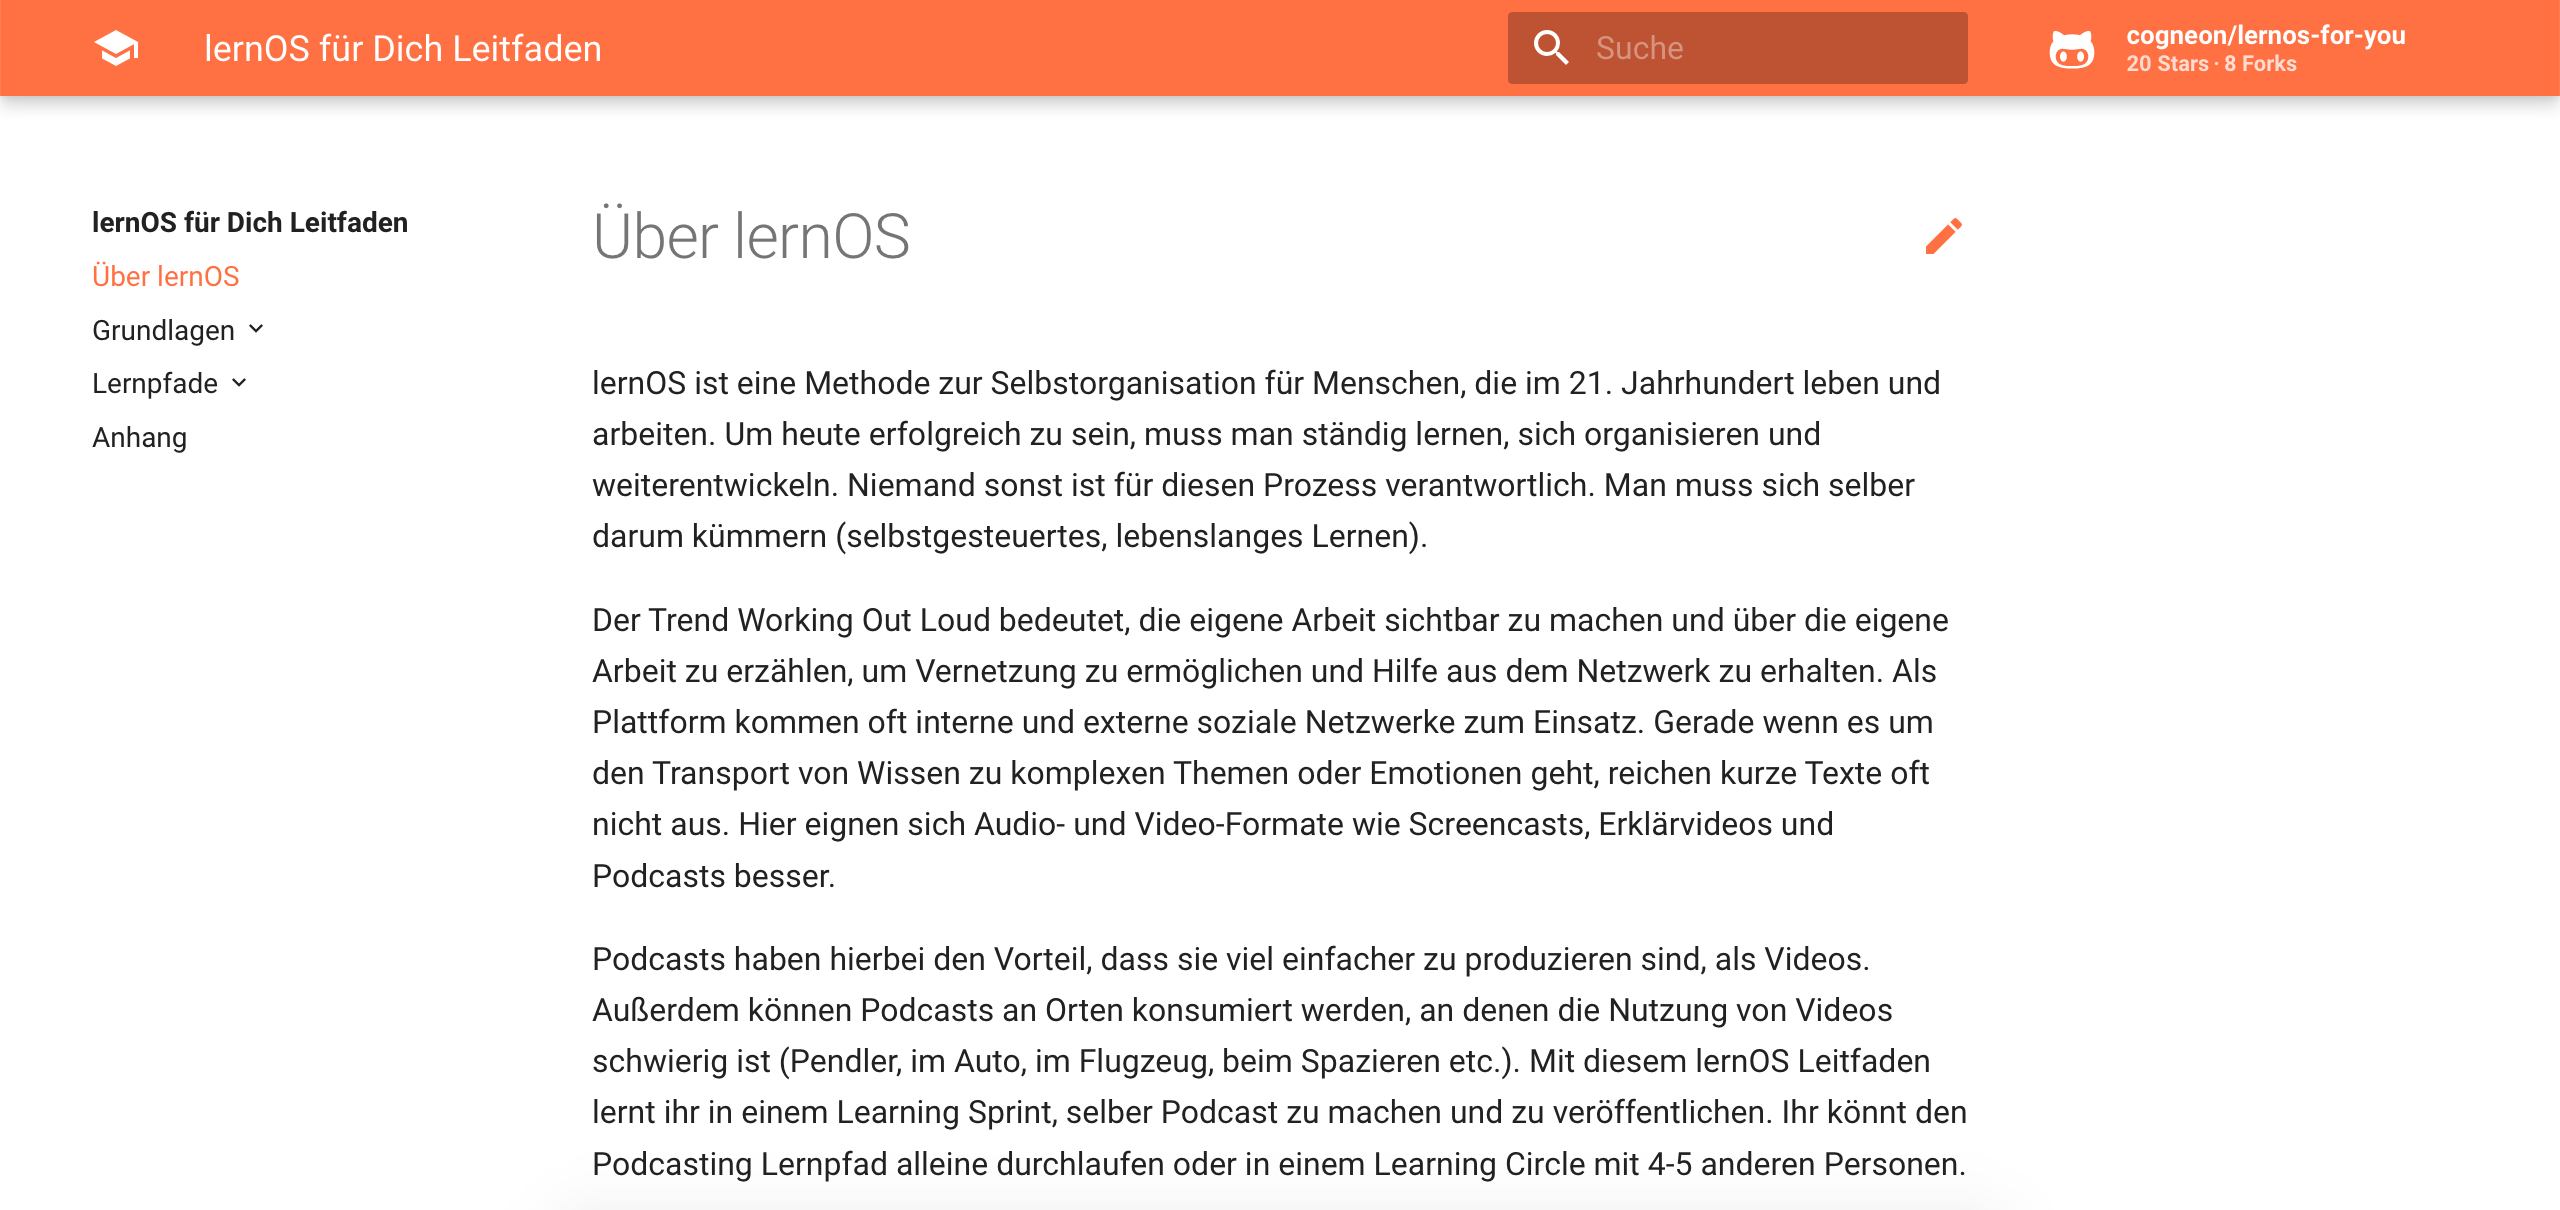 lernOS für Dich Leitfaden
Suche
cogneon/lernos-for-you
20 Stars · 8 Forks
lernOS für Dich Leitfaden
Über lernOS
Grundlagen
Lernpfade
Anhang
Über lernOS
lernOS ist eine Methode zur Selbstorganisation für Menschen, die im 21. Jahrhundert leben und
arbeiten. Um heute erfolgreich zu sein, muss man ständig lernen, sich organisieren und
weiterentwickeln. Niemand sonst ist für diesen Prozess verantwortlich. Man muss sich selber
darum kümmern (selbstgesteuertes, lebenslanges Lernen).
Der Trend Working Out Loud bedeutet, die eigene Arbeit sichtbar zu machen und über die eigene
Arbeit zu erzählen, um Vernetzung zu ermöglichen und Hilfe aus dem Netzwerk zu erhalten. Als
Plattform kommen oft interne und externe soziale Netzwerke zum Einsatz. Gerade wenn es um
den Transport von Wissen zu komplexen Themen oder Emotionen geht, reichen kurze Texte oft
nicht aus. Hier eignen sich Audio- und Video-Formate wie Screencasts, Erklärvideos und
Podcasts besser.
Podcasts haben hierbei den Vorteil, dass sie viel einfacher zu produzieren sind, als Videos.
Außerdem können Podcasts an Orten konsumiert werden, an denen die Nutzung von Videos
schwierig ist (Pendler, im Auto, im Flugzeug, beim Spazieren etc.). Mit diesem lernOS Leitfaden
lernt ihr in einem Learning Sprint, selber Podcast zu machen und zu veröffentlichen. Ihr könnt den
Podcasting Lernpfad alleine durchlaufen oder in einem Learning Circle mit 4-5 anderen Personen.